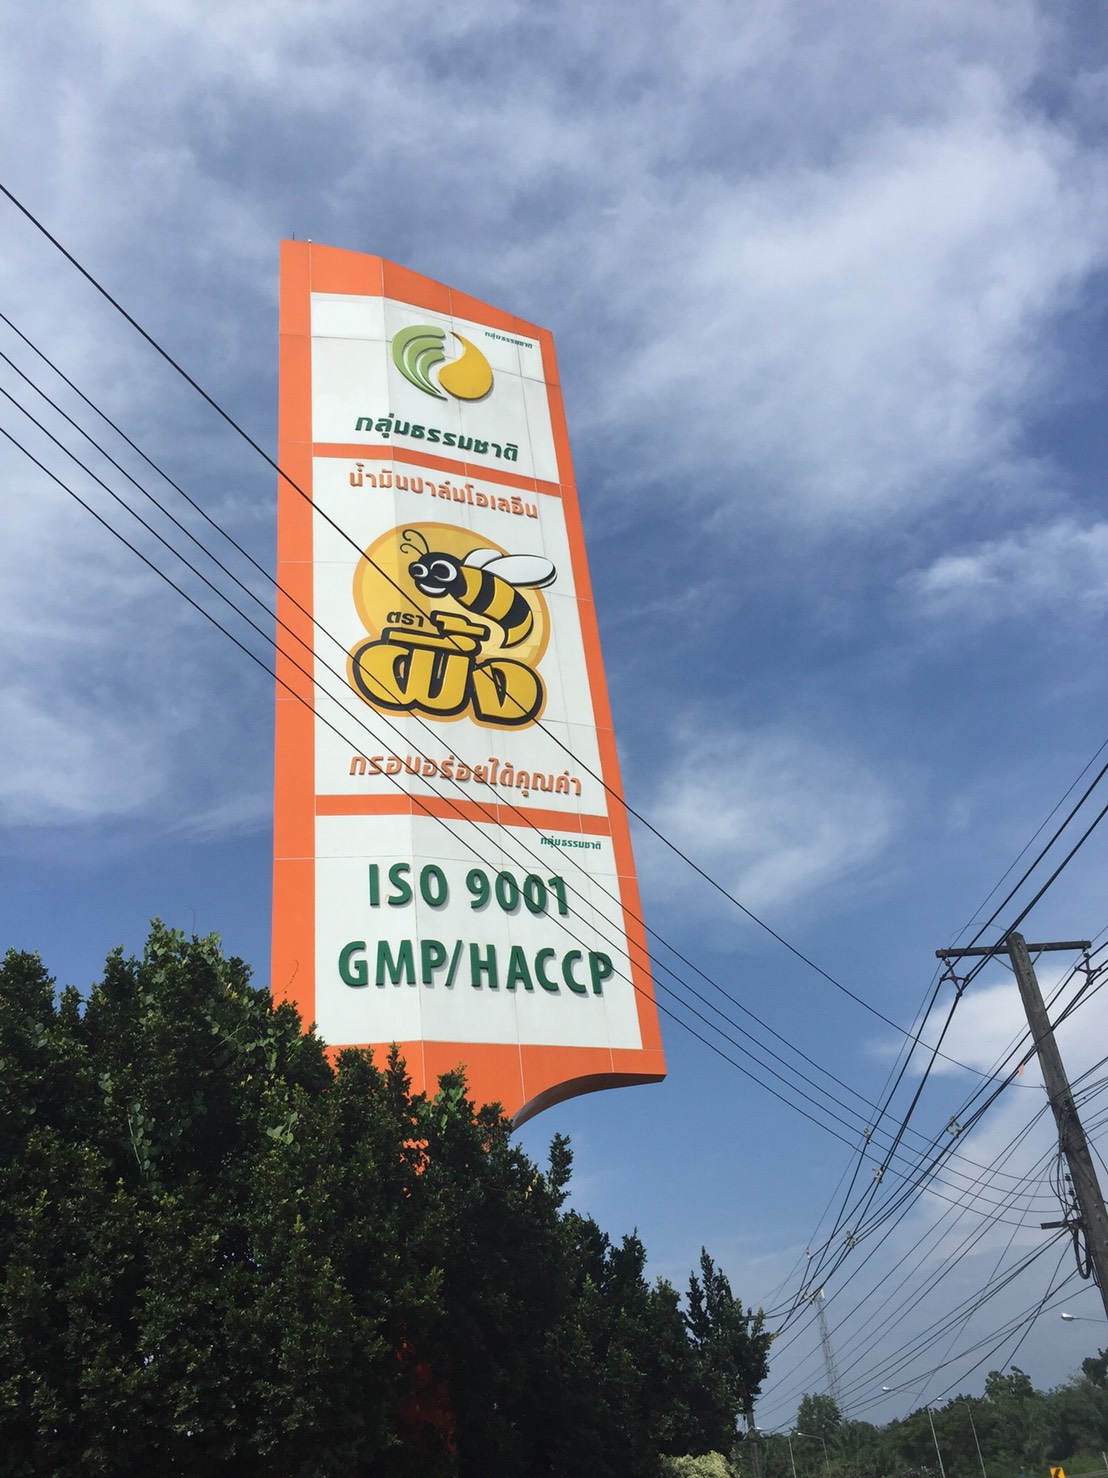 กลุ่มธรรมชาติ
กลุ่มธรรมชาติ
น้ำมันปาล์มโอเลอีน
ตรา
ผึ้ง
กรอบอร่อยได้คุณค่า
กลุ่มธรรมชาติ
ISO 9001
GMP/HACCP